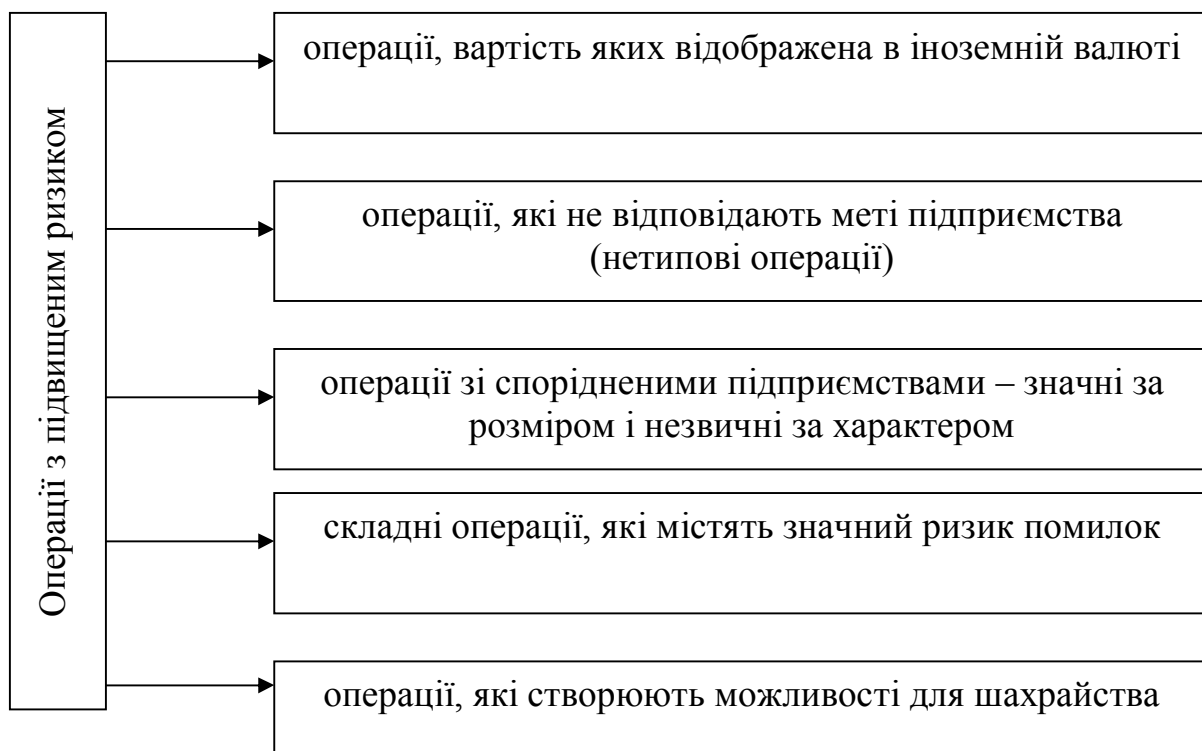 Операції з підвищеним ризиком
операції, вартість яких відображена в іноземній валюті
операції, які не відповідають меті підприємства
(нетипові операції)
операції зі спорідненими підприємствами – значні за
розміром і незвичні за характером
складні операції, які містять значний ризик помилок
операції, які створюють можливості для шахрайства